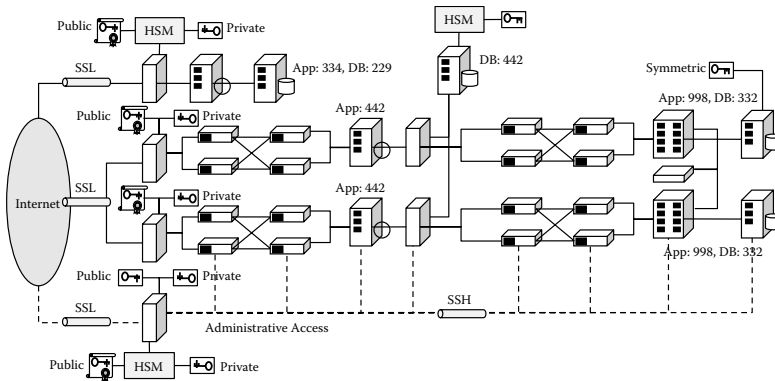 Public
HSM
Private
HSM
SSL
App: 334, DB: 229
DB: 442
Symmetric
Public
Private
App: 442
App: 998, DB: 332
Internet
SSL
Private
Public
App: 442
Public
Private
App: 998, DB: 332
SSL
SSH
Administrative Access
Public
HSM
Private